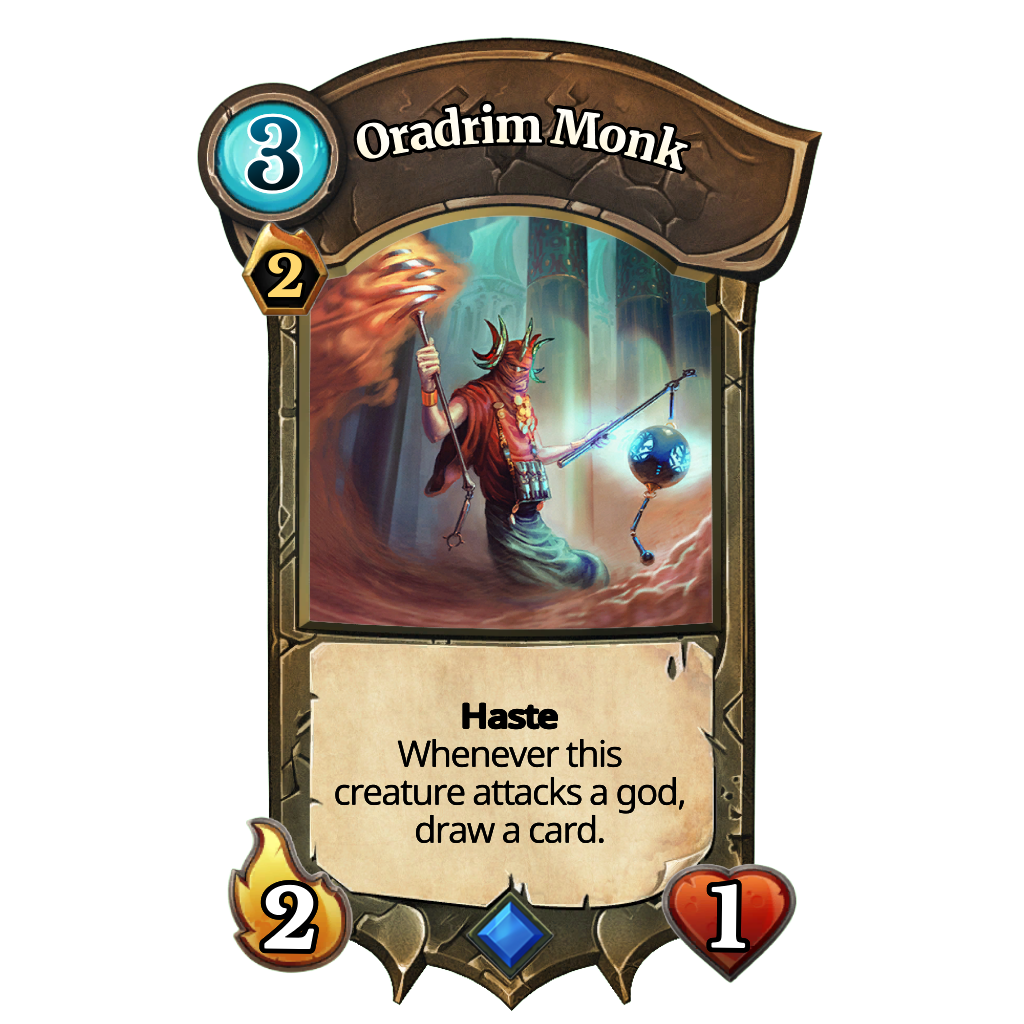 3
Oradrim Monk
2
Haste
Whenever this
creature attacks a god,
draw a card.
2
1